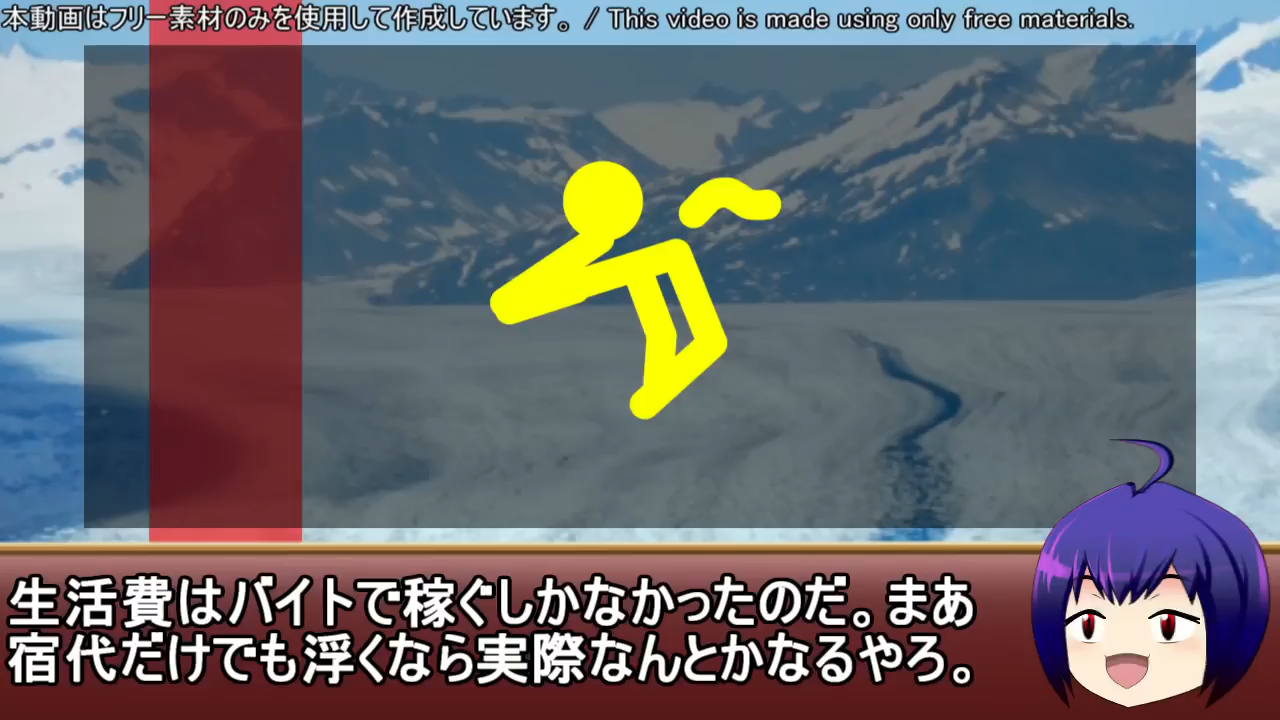 本動画はフリー素材のみを使用して作成しています。 / This video is made using only free materials.
生活費はバイトで稼ぐしかなかったのだ。まあ
宿代だけでも浮くなら実際なんとかなるやろ。